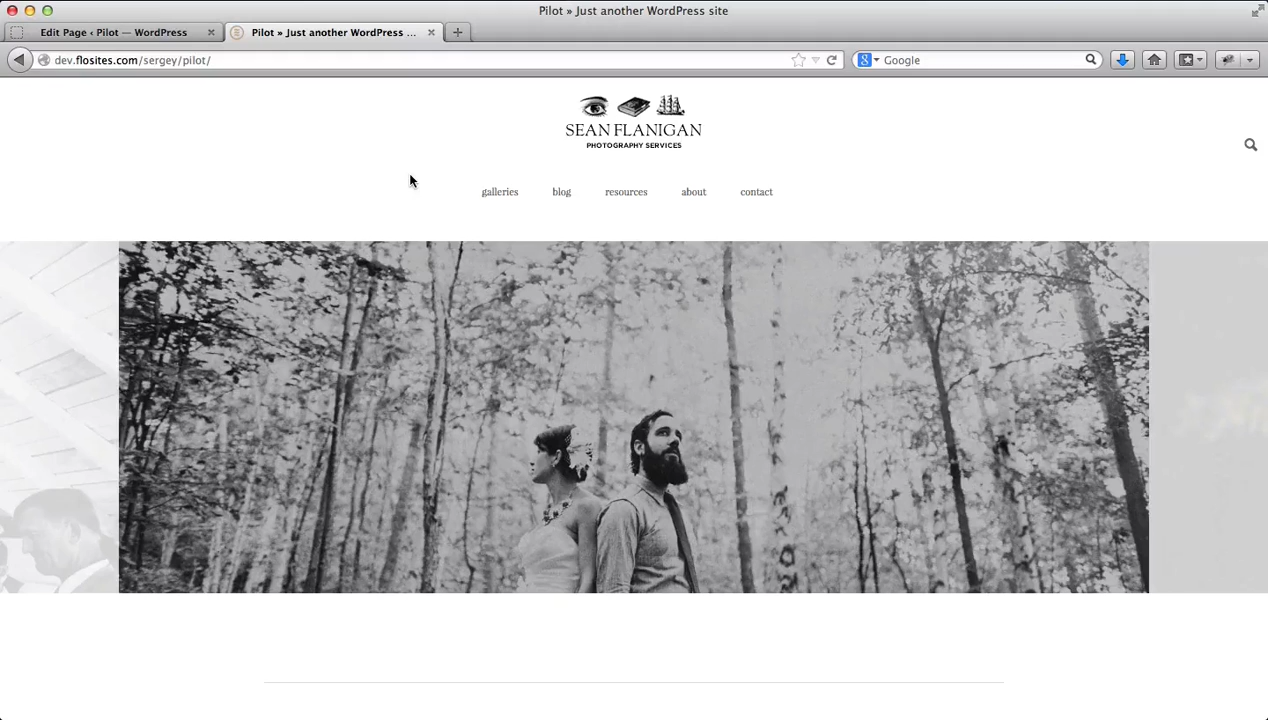 Pilot » Just another WordPress site
Edit Page ‹ Pilot — WordPress
Pilot » Just another WordPress ...
dev.flosites.com/sergey/pilot/
Google
SEAN FLANIGAN
PHOTOGRAPHY SERVICES
galleries blog resources about contact